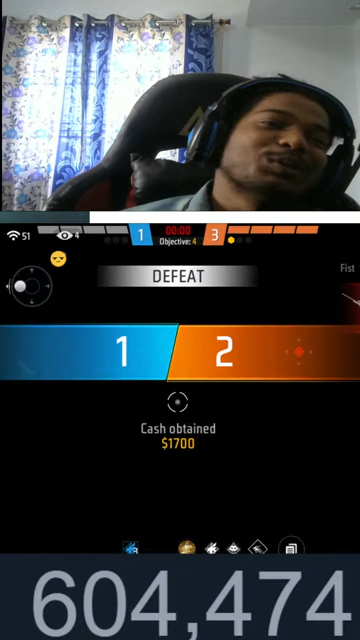 51 4 1 00:00 3
Objective: 4
DEFEAT
Fist
1 2
Cash obtained
$1700
604,474